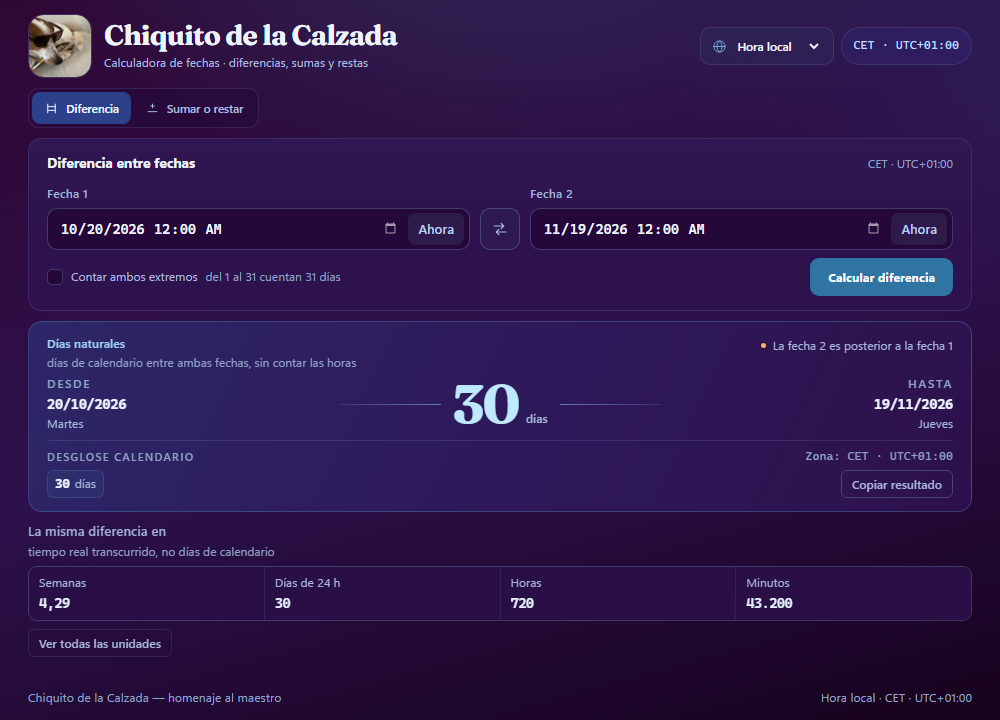 Chiquito de la Calzada
Calculadora de fechas · diferencias, sumas y restas
Hora local
CET · UTC+01:00
Diferencia
Sumar o restar
Diferencia entre fechas
CET · UTC+01:00
Fecha 1
10/20/2026 12:00 AM
Ahora
Fecha 2
11/19/2026 12:00 AM
Ahora
Contar ambos extremos del 1 al 31 cuentan 31 días
Calcular diferencia
Días naturales
días de calendario entre ambas fechas, sin contar las horas
La fecha 2 es posterior a la fecha 1
DESDE
20/10/2026
Martes
30 días
HASTA
19/11/2026
Jueves
DESGLOSE CALENDARIO
30 días
Zona: CET · UTC+01:00
Copiar resultado
La misma diferencia en
tiempo real transcurrido, no días de calendario
Semanas
4,29
Días de 24 h
30
Horas
720
Minutos
43.200
Ver todas las unidades
Chiquito de la Calzada — homenaje al maestro
Hora local · CET · UTC+01:00